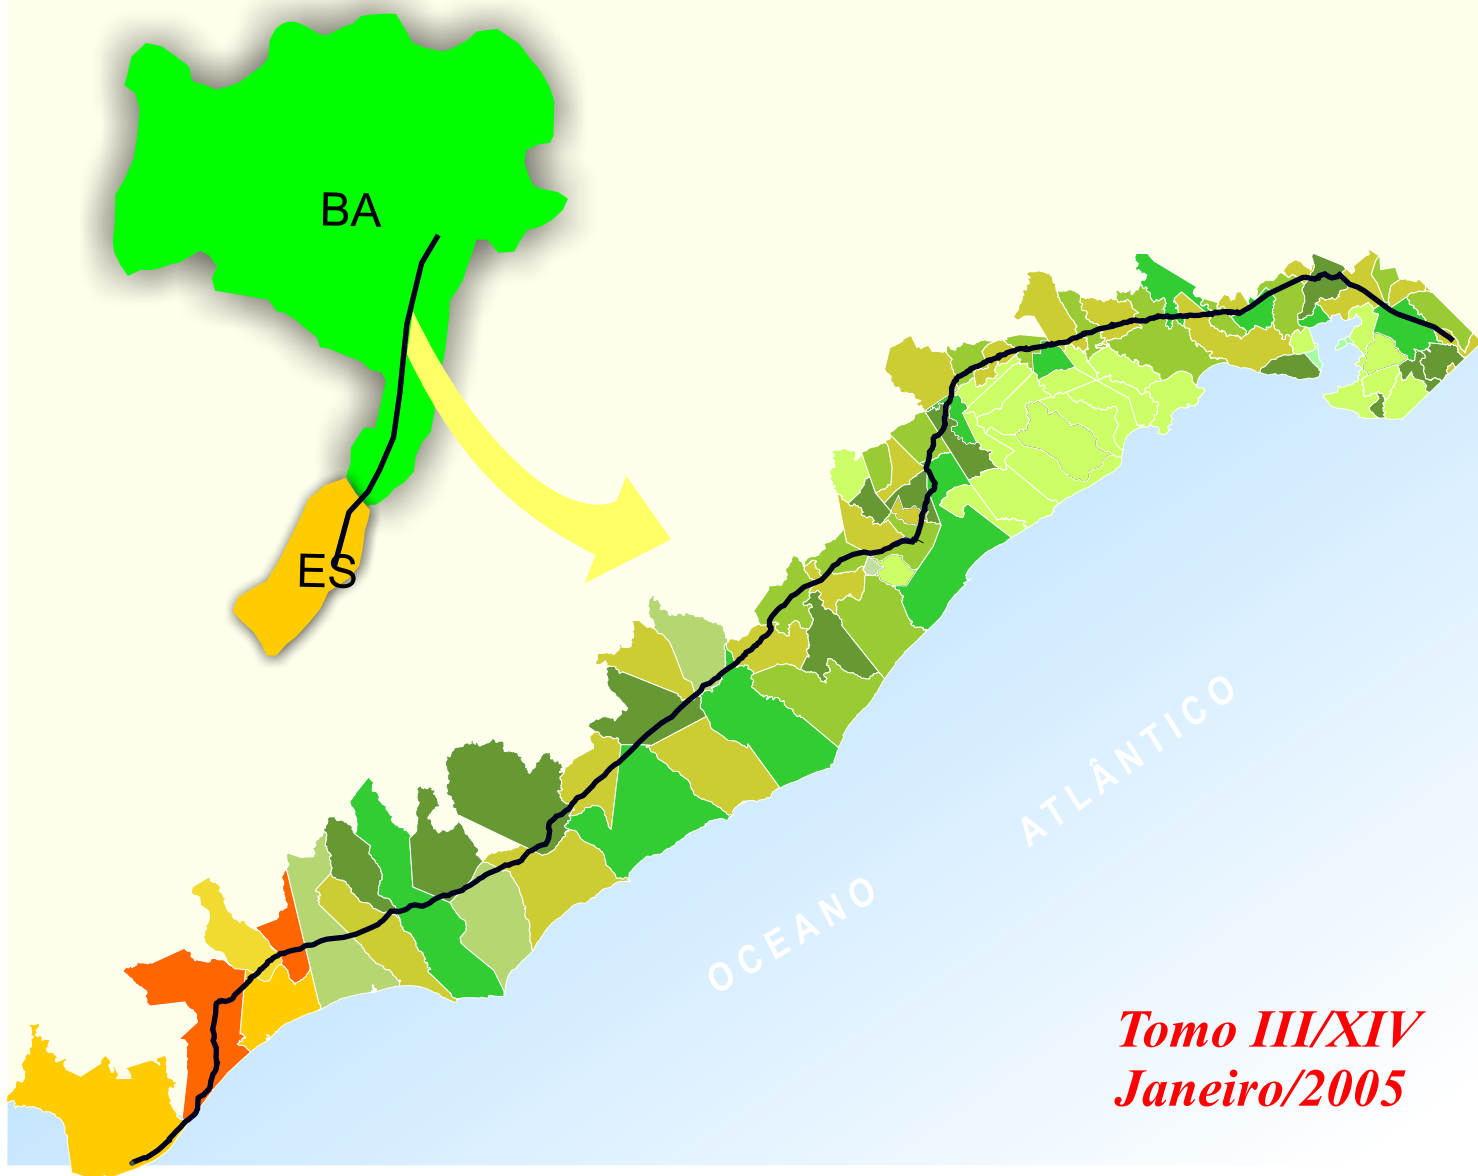 BA
ES
OCEANO ATLÂNTICO
Tomo III/XIV
Janeiro/2005